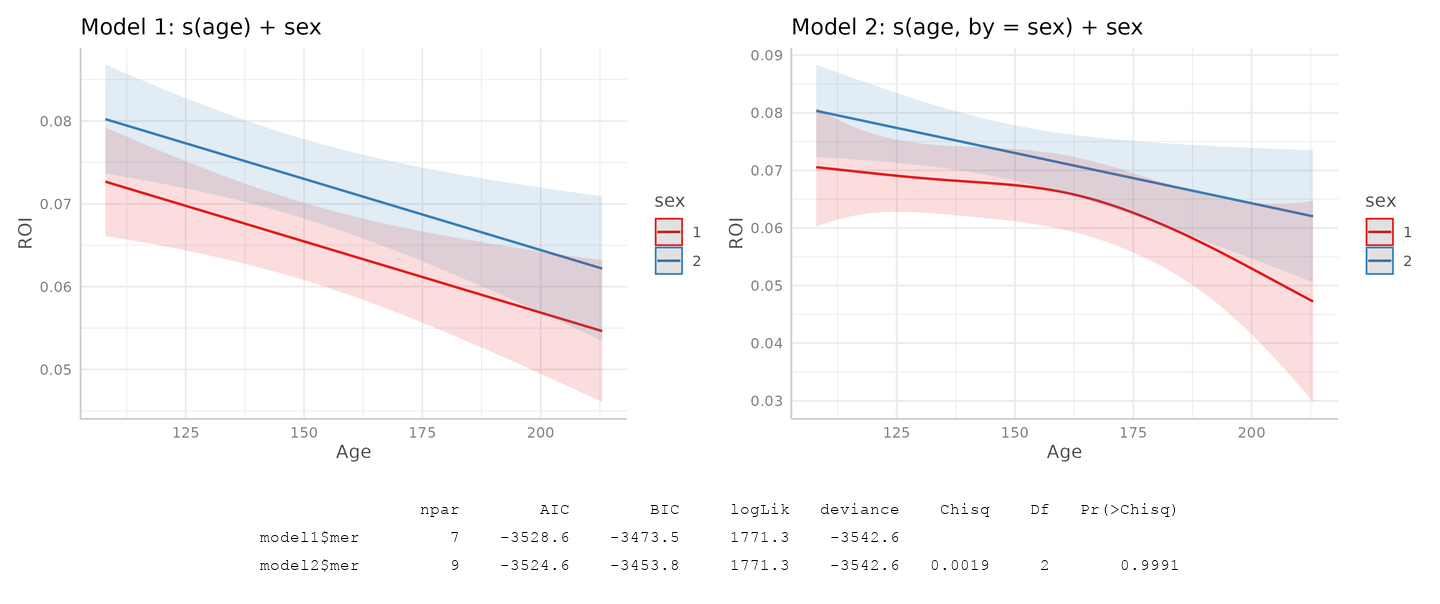 Model 1: s(age) + sex
0.08
0.07
0.06
0.05
ROI
125 150 175 200
Age
sex
1
2
Model 2: s(age, by = sex) + sex
0.09
0.08
0.07
0.06
0.05
0.04
0.03
ROI
125 150 175 200
Age
sex
1
2
npar AIC BIC logLik deviance Chisq Df Pr(>Chisq)
model1$mer 7 -3528.6 -3473.5 1771.3 -3542.6
model2$mer 9 -3524.6 -3453.8 1771.3 -3542.6 0.0019 2 0.9991